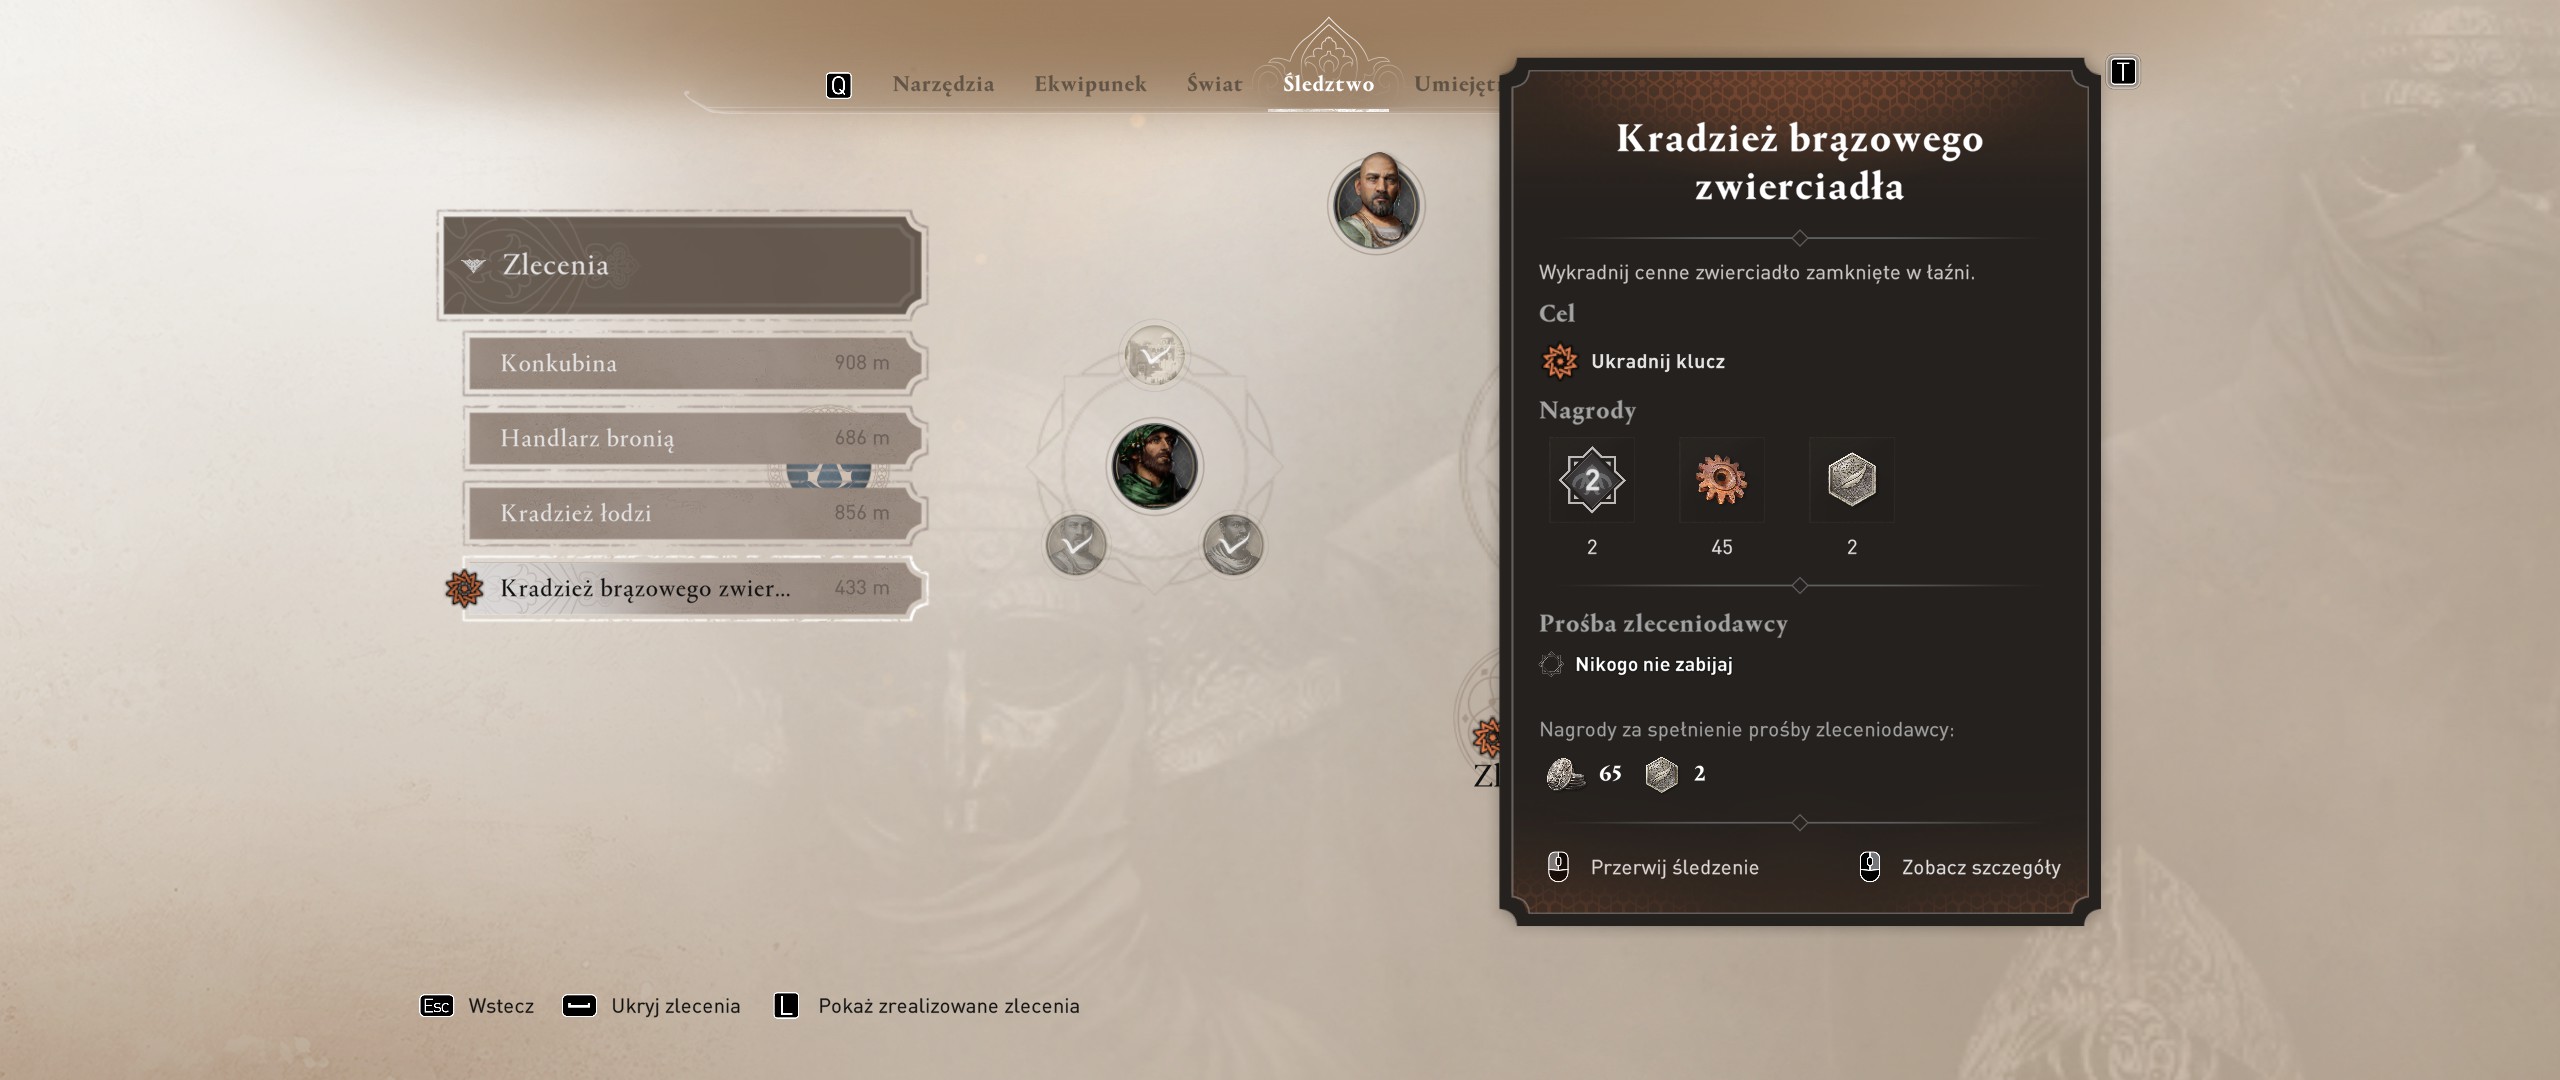 Q
Narzędzia
Ekwipunek
Świat
Śledztwo
T
Zlecenia
Konkubina 908 m
Handlarz bronią 686 m
Kradzież łodzi 856 m
Kradzież brązowego zwier... 433 m
Kradzież brązowego
zwierciadła
Wykradnij cenne zwierciadło zamknięte w łaźni.
Cel
Ukradnij klucz
Nagrody
2
2 45 2
Prośba zleceniodawcy
Nikogo nie zabijaj
Nagrody za spełnienie prośby zleceniodawcy:
65 2
Przerwij śledzenie Zobacz szczegóły
Esc Wstecz Ukryj zlecenia L Pokaż zrealizowane zlecenia